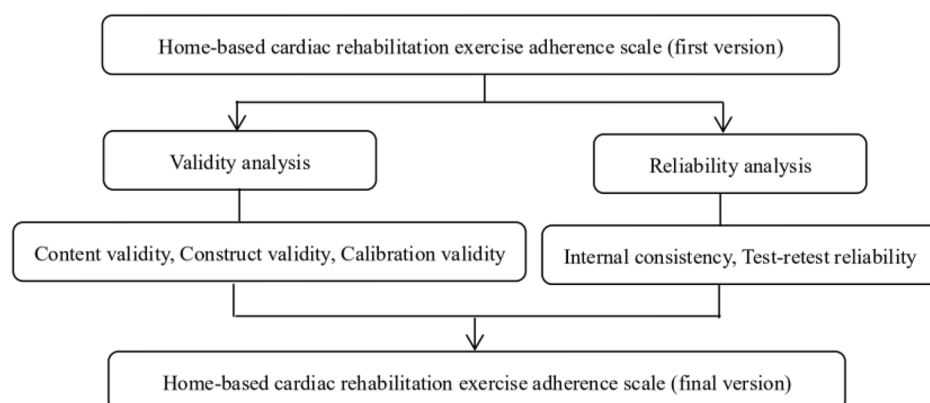 Home-based cardiac rehabilitation exercise adherence scale (first version)
Validity analysis
Reliability analysis
Content validity, Construct validity, Calibration validity
Internal consistency, Test-retest reliability
Home-based cardiac rehabilitation exercise adherence scale (final version)